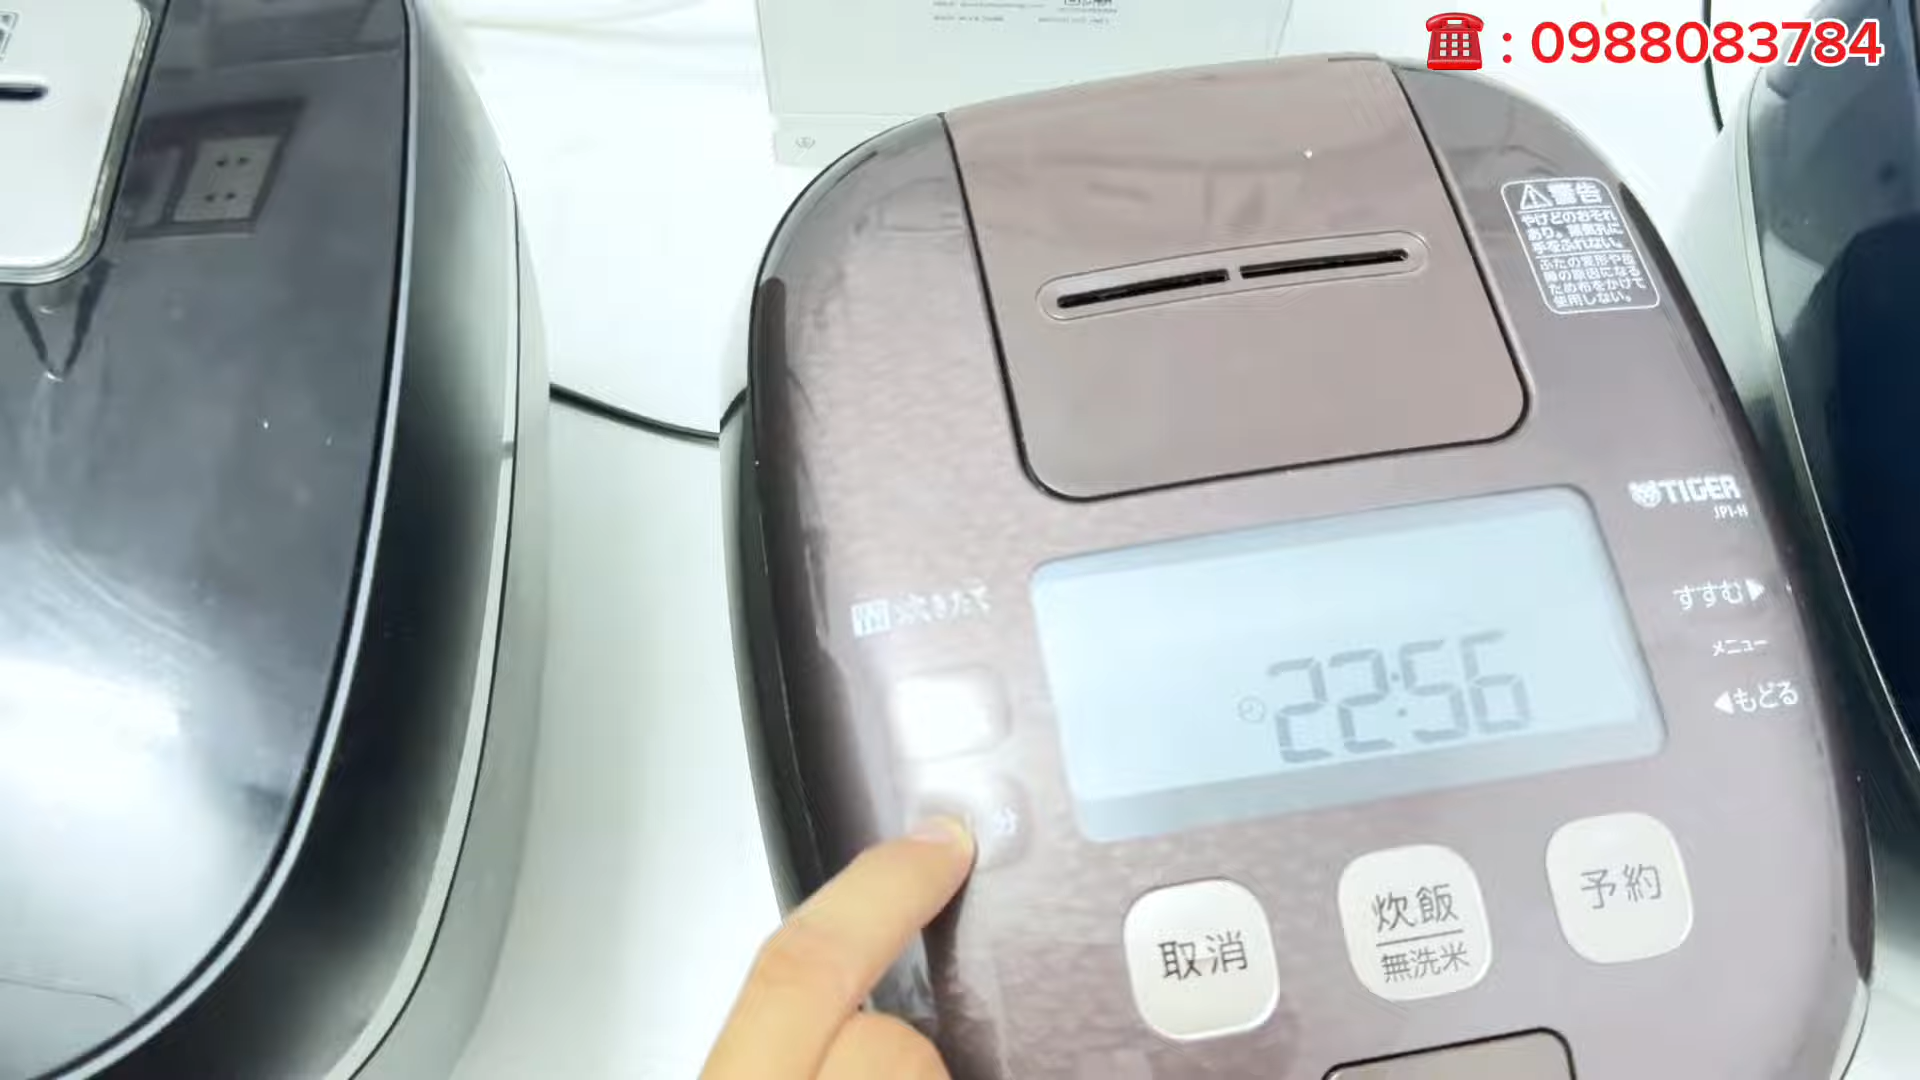 ☎ : 0988083784
警告
やけどのおそれ
あり。蒸気孔に
手をふれない。
ふたの変形や故
障の原因になる
ため布をかけて
使用しない。
TIGER
JPI-H
炊きたて
すすむ▶
メニュー
◀もどる
22:56
分
取消
炊飯
無洗米
予約